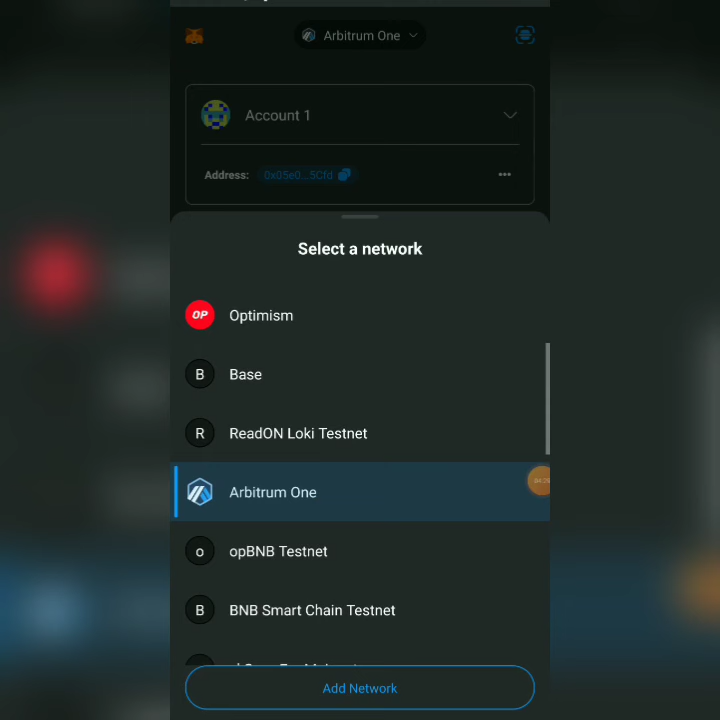 Arbitrum One
Account 1
Address: 0x05e0...5Cfd
Select a network
OP Optimism
B Base
R ReadON Loki Testnet
Arbitrum One
o opBNB Testnet
B BNB Smart Chain Testnet
Add Network